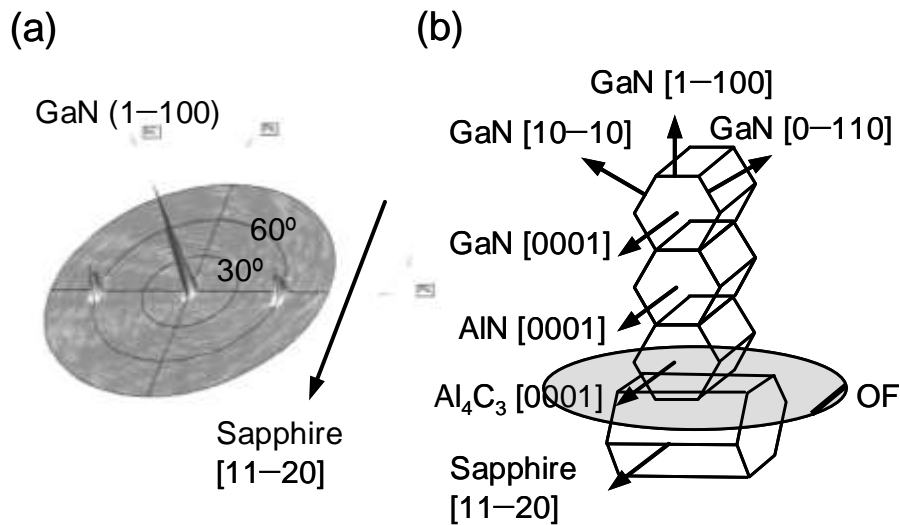 (a)
GaN (1−100)
60º
30º
Sapphire
[11−20]
(b)
GaN [1−100]
GaN [10−10]
GaN [0−110]
GaN [0001]
AlN [0001]
Al₄C₃ [0001]
OF
Sapphire
[11−20]